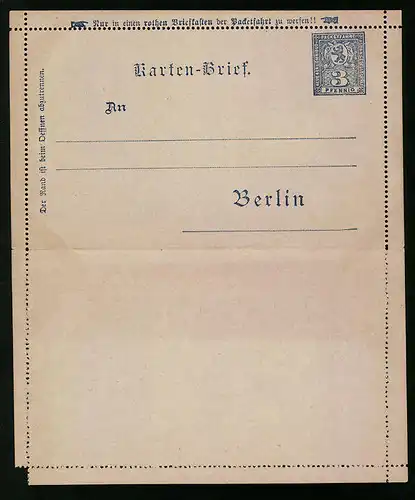 Nur in einen rothen Briefkasten der Packetfahrt zu werfen!!
PACKETFAHRT
3
PFENNIG
Karten-Brief.
An
Berlin
Der Rand ist beim Oeffnen abzutrennen.